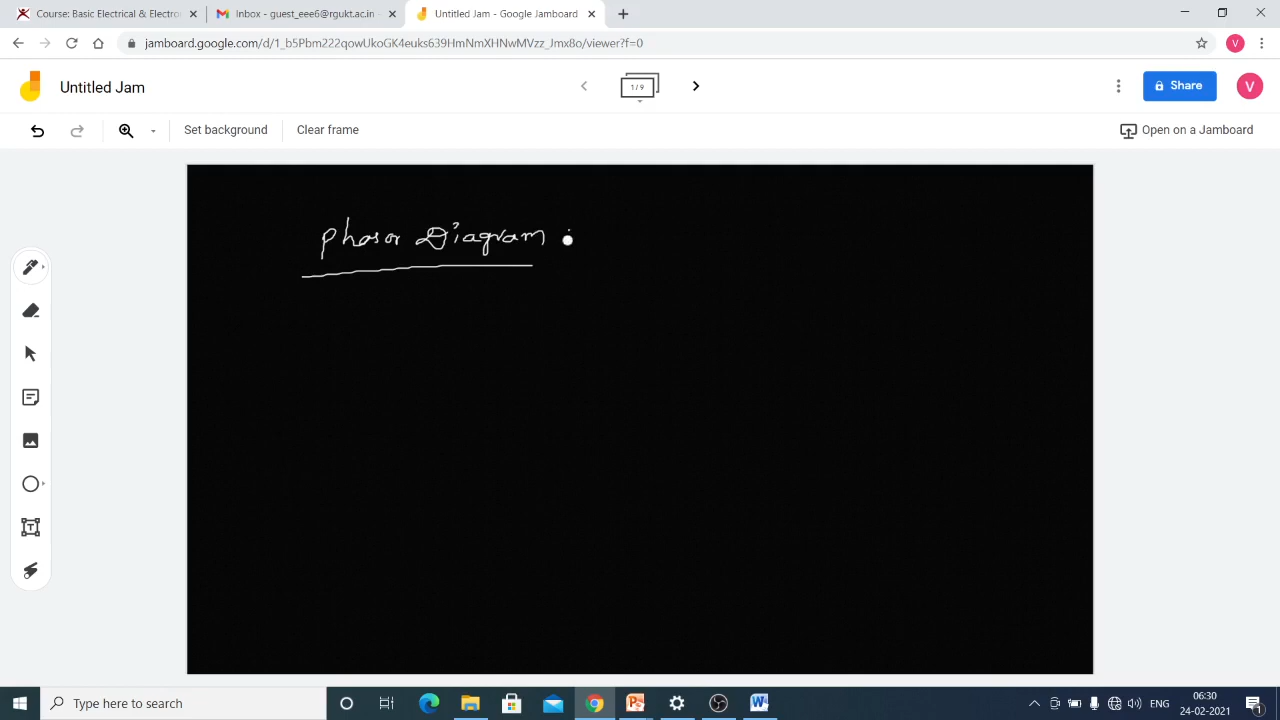 Course: Basic Electrical & Electron
Inbox - guest_eee6@rgukt.ac.in -
Untitled Jam - Google Jamboard
jamboard.google.com/d/1_b5Pbm222qowUkoGK4euks639HmNmXHNwMVzz_Jmx8o/viewer?f=0
V
Untitled Jam
1/9
Share
V
Set background
Clear frame
Open on a Jamboard
Phasor Diagram :
T
Type here to search
ENG
06:30
24-02-2021
1